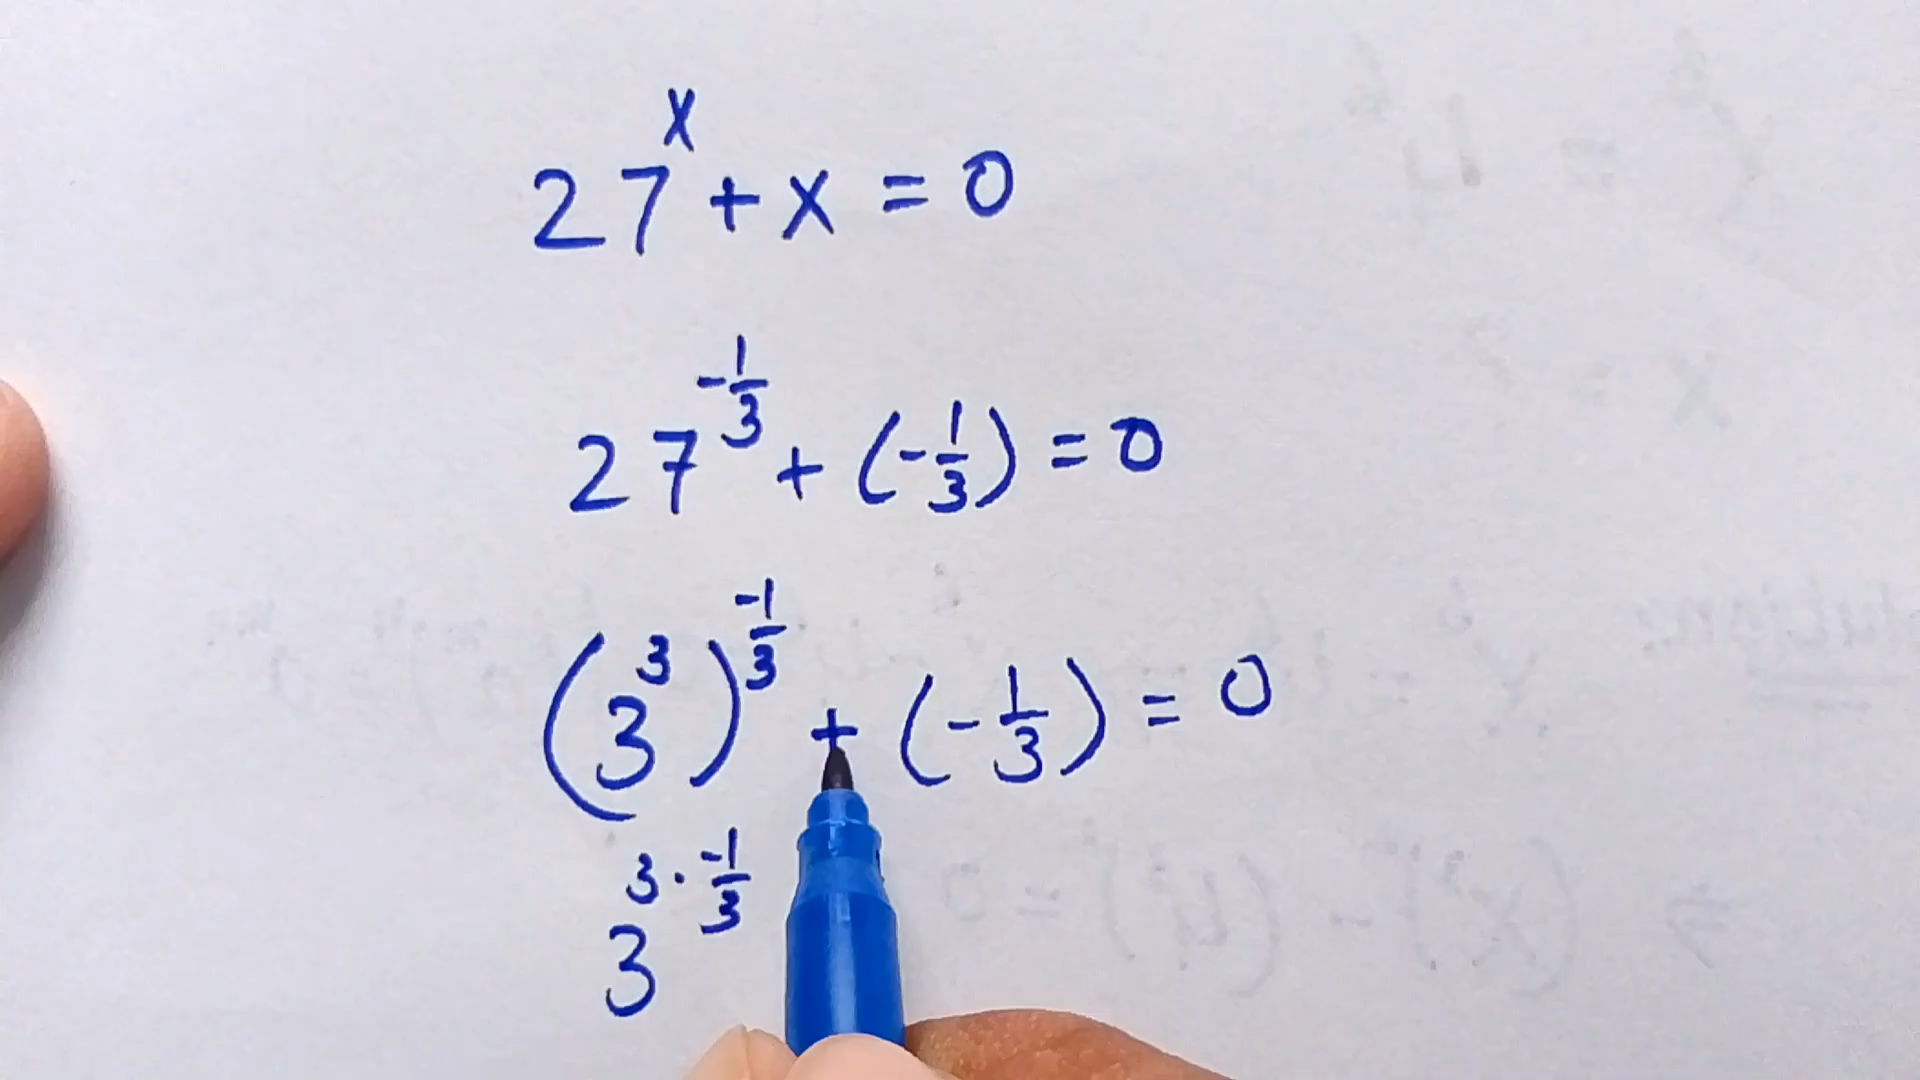 27^x + x = 0
27^(-1/3) + (-1/3) = 0
(3^3)^(-1/3) + (-1/3) = 0
3^(3·-1/3)